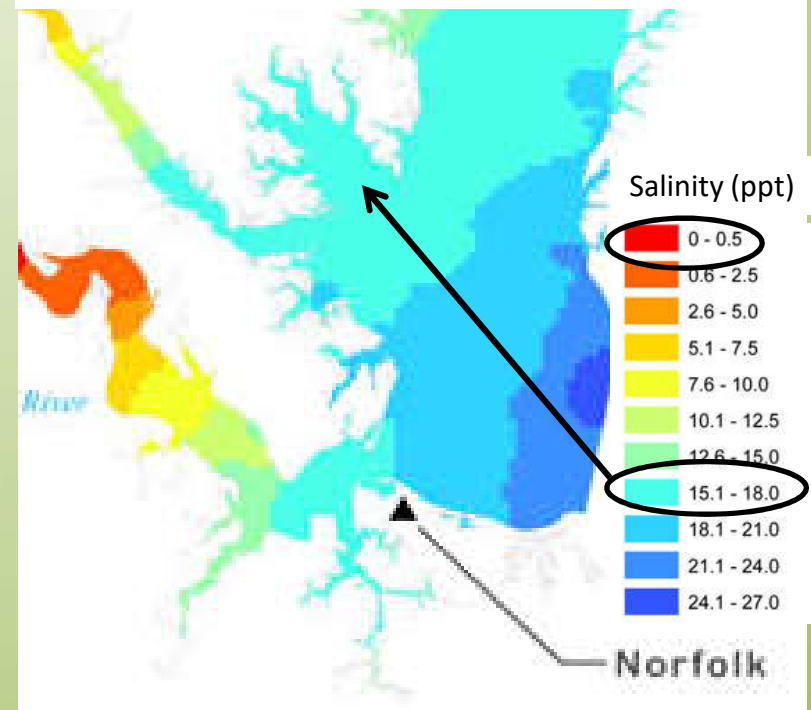 Salinity (ppt)
0 - 0.5
0.6 - 2.5
2.6 - 5.0
5.1 - 7.5
7.6 - 10.0
10.1 - 12.5
12.6 - 15.0
15.1 - 18.0
18.1 - 21.0
21.1 - 24.0
24.1 - 27.0
River
Norfolk